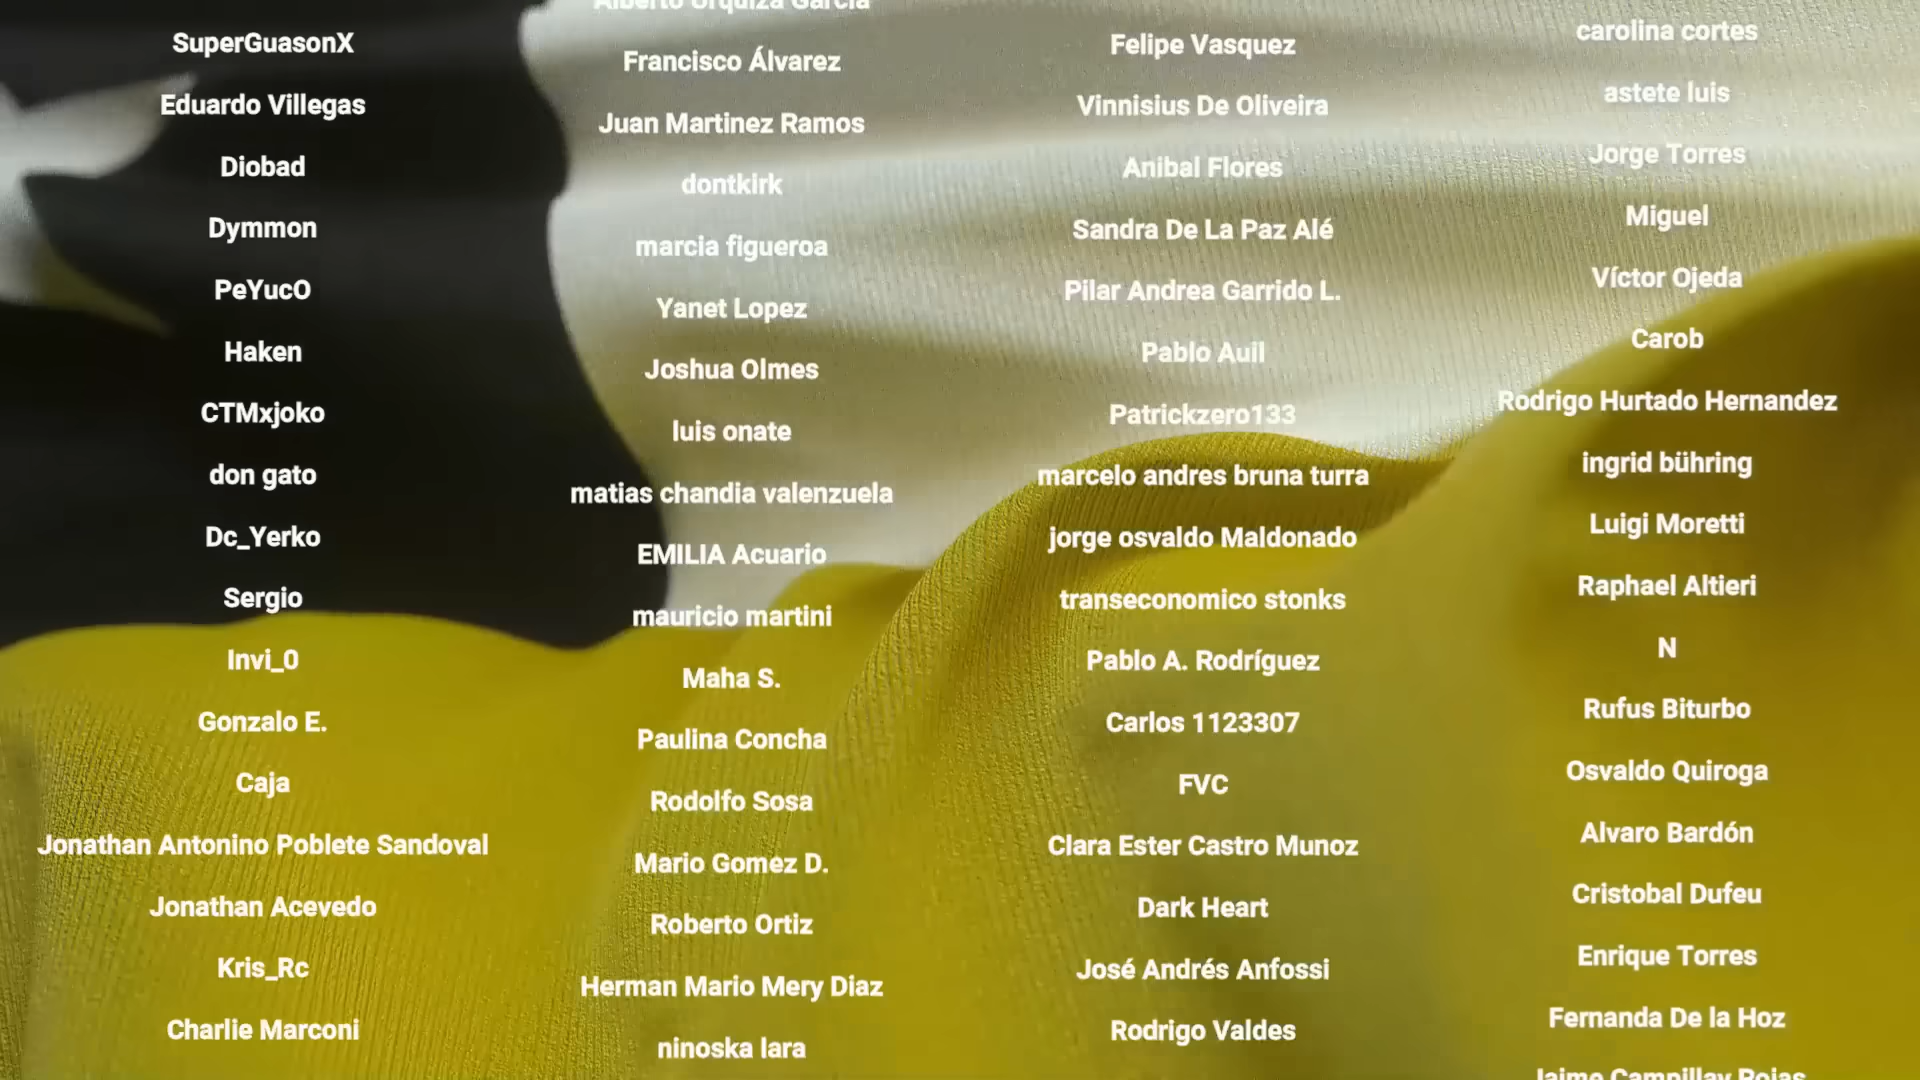 SuperGuasonX
Eduardo Villegas
Diobad
Dymmon
PeYucO
Haken
CTMxjoko
don gato
Dc_Yerko
Sergio
Invi_0
Gonzalo E.
Caja
Jonathan Antonino Poblete Sandoval
Jonathan Acevedo
Kris_Rc
Charlie Marconi
Alberto Urquiza García
Francisco Álvarez
Juan Martinez Ramos
dontkirk
marcia figueroa
Yanet Lopez
Joshua Olmes
luis onate
matias chandia valenzuela
EMILIA Acuario
mauricio martini
Maha S.
Paulina Concha
Rodolfo Sosa
Mario Gomez D.
Roberto Ortiz
Herman Mario Mery Diaz
ninoska lara
Felipe Vasquez
Vinnisius De Oliveira
Anibal Flores
Sandra De La Paz Alé
Pilar Andrea Garrido L.
Pablo Auil
Patrickzero133
marcelo andres bruna turra
jorge osvaldo Maldonado
transeconomico stonks
Pablo A. Rodríguez
Carlos 1123307
FVC
Clara Ester Castro Munoz
Dark Heart
José Andrés Anfossi
Rodrigo Valdes
carolina cortes
astete luis
Jorge Torres
Miguel
Víctor Ojeda
Carob
Rodrigo Hurtado Hernandez
ingrid bühring
Luigi Moretti
Raphael Altieri
N
Rufus Biturbo
Osvaldo Quiroga
Alvaro Bardón
Cristobal Dufeu
Enrique Torres
Fernanda De la Hoz
Jaime Campillay Rojas